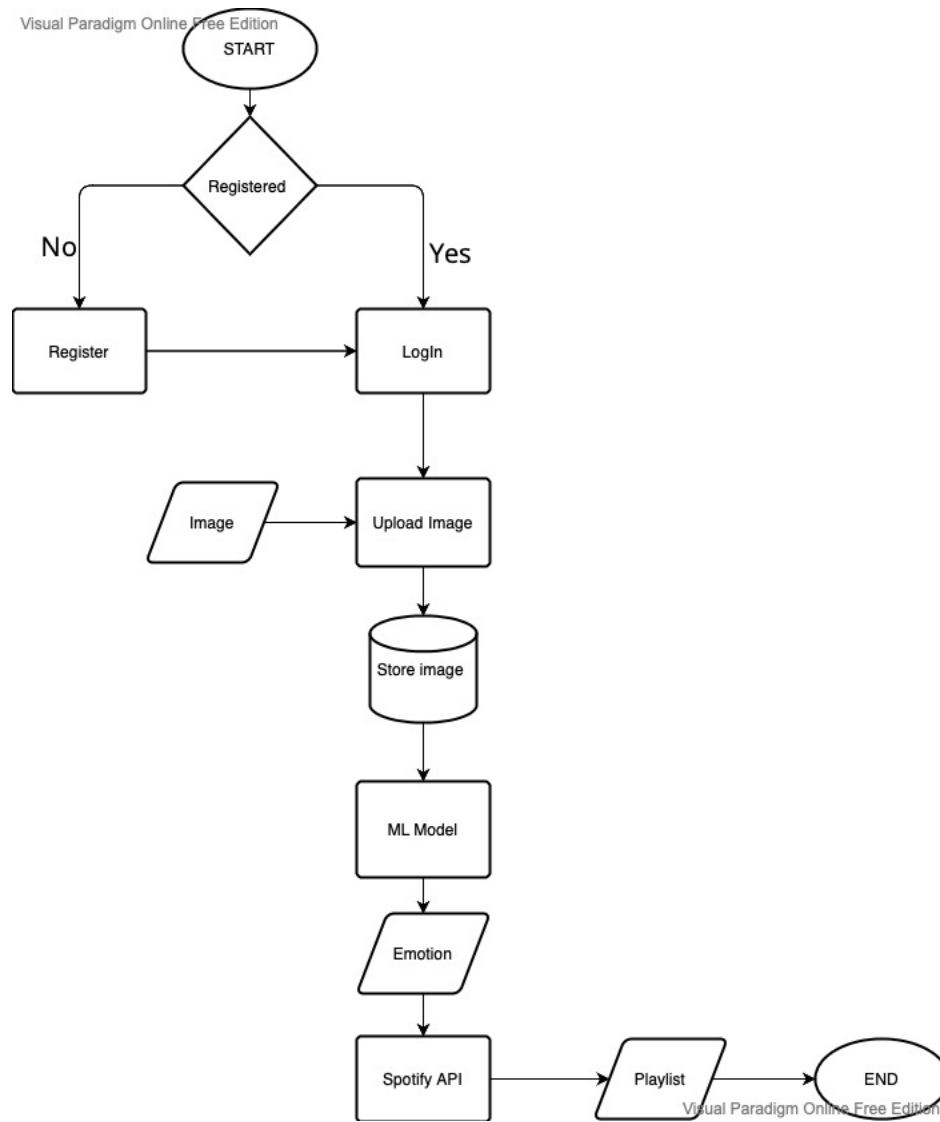 Visual Paradigm Online Free Edition
START
Registered
No
Yes
Register
LogIn
Image
Upload Image
Store image
ML Model
Emotion
Spotify API
Playlist
END
Visual Paradigm Online Free Edition